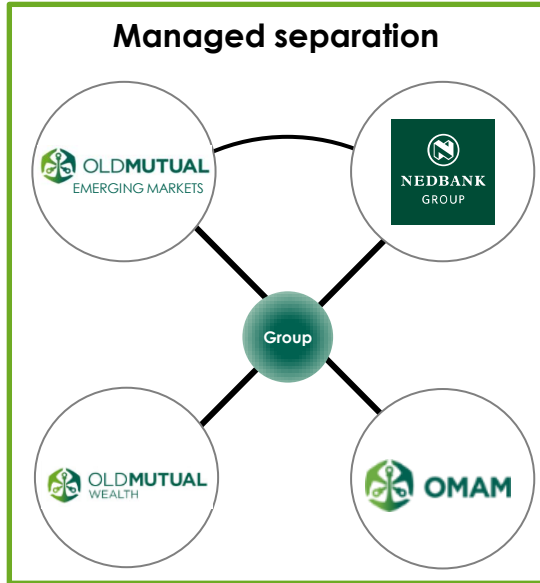 Managed separation
OLDMUTUAL
EMERGING MARKETS
NEDBANK
GROUP
Group
OLDMUTUAL
WEALTH
OMAM